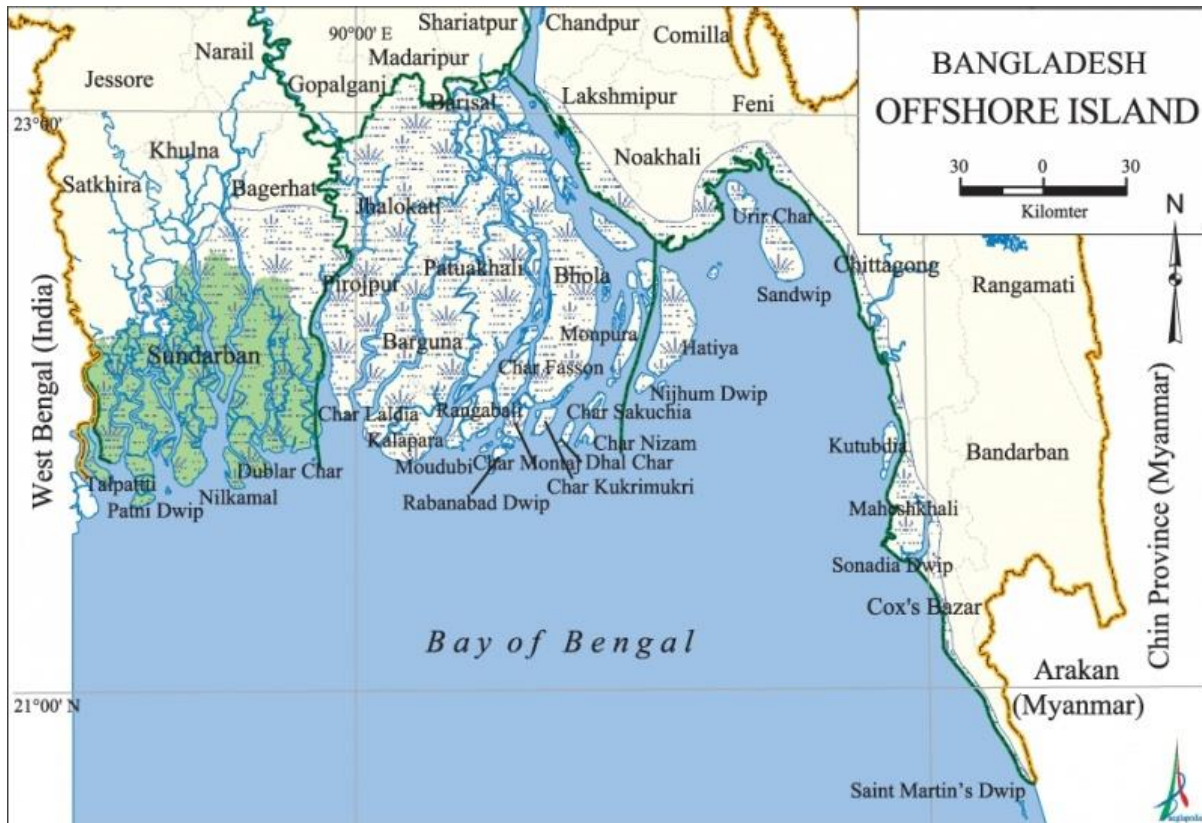 Shariatpur
Chandpur
90°00' E
Narail
Madaripur
Comilla
BANGLADESH
OFFSHORE ISLAND
Jessore
Gopalganj
Barisal
Lakshmipur
Feni
23°00'
Khulna
Noakhali
30 0 30
Kilomter
Satkhira
Bagerhat
Jhalokati
Urir Char
N
Patuakhali
Bhola
Chittagong
Pirojpur
Sandwip
Rangamati
West Bengal (India)
Sundarban
Barguna
Monpura
Hatiya
Char Fasson
Nijhum Dwip
Char Laldia
Rangabali
Char Sakuchia
Kalapara
Char Nizam
Kutubdia
Bandarban
Chin Province (Myanmar)
Dublar Char
Moudubi
Char Montaj
Dhal Char
Talpatti
Nilkamal
Char Kukrimukri
Patni Dwip
Rabanabad Dwip
Maheshkhali
Sonadia Dwip
Cox's Bazar
Bay of Bengal
Arakan
(Myanmar)
21°00' N
Saint Martin's Dwip
Banglapedia